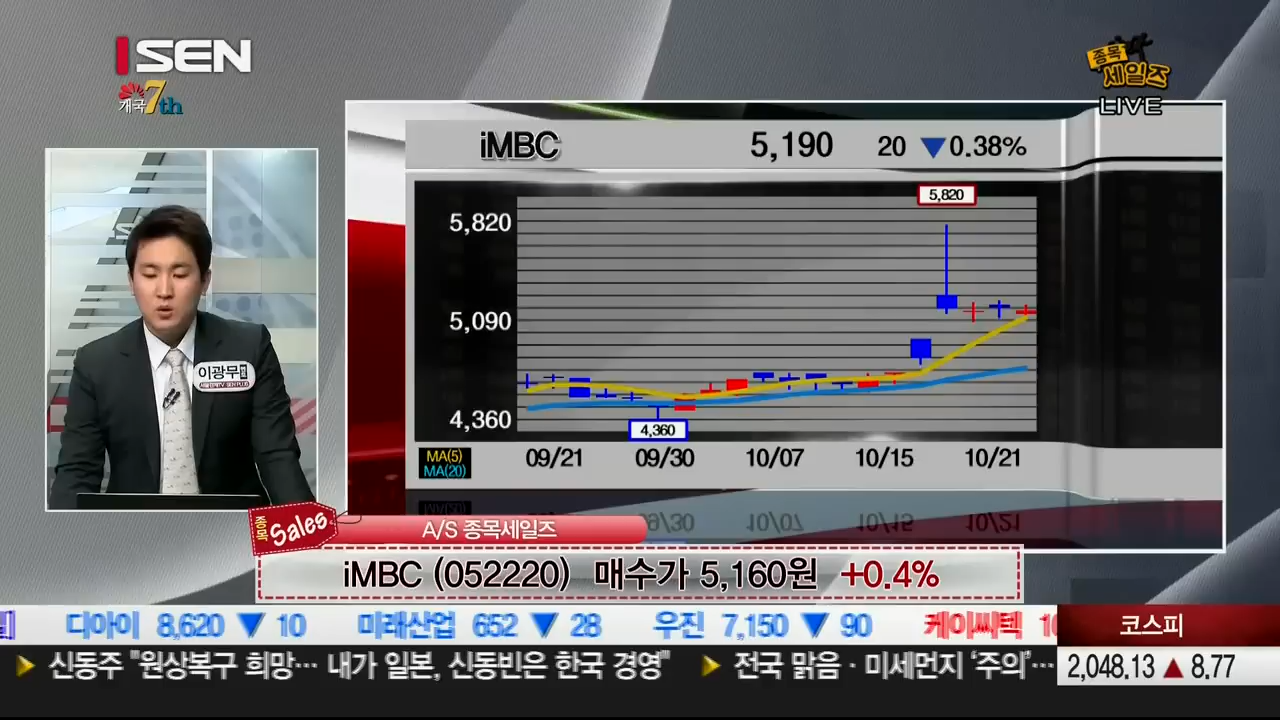 SEN
개국 7th
종목
세일즈
LIVE
iMBC 5,190 20 ▼ 0.38%
5,820
5,820
5,090
4,360
4,360
MA(5)
MA(20)
09/21 09/30 10/07 10/15 10/21
이광무
종목 Sales
A/S 종목세일즈
iMBC (052220) 매수가 5,160원 +0.4%
디아이 8,620 ▼ 10 미래산업 652 ▼ 28 우진 7,150 ▼ 90 케이씨텍
코스피
신동주 "원상복구 희망… 내가 일본, 신동빈은 한국 경영" 전국 맑음·미세먼지 '주의'…
2,048.13 ▲ 8.77